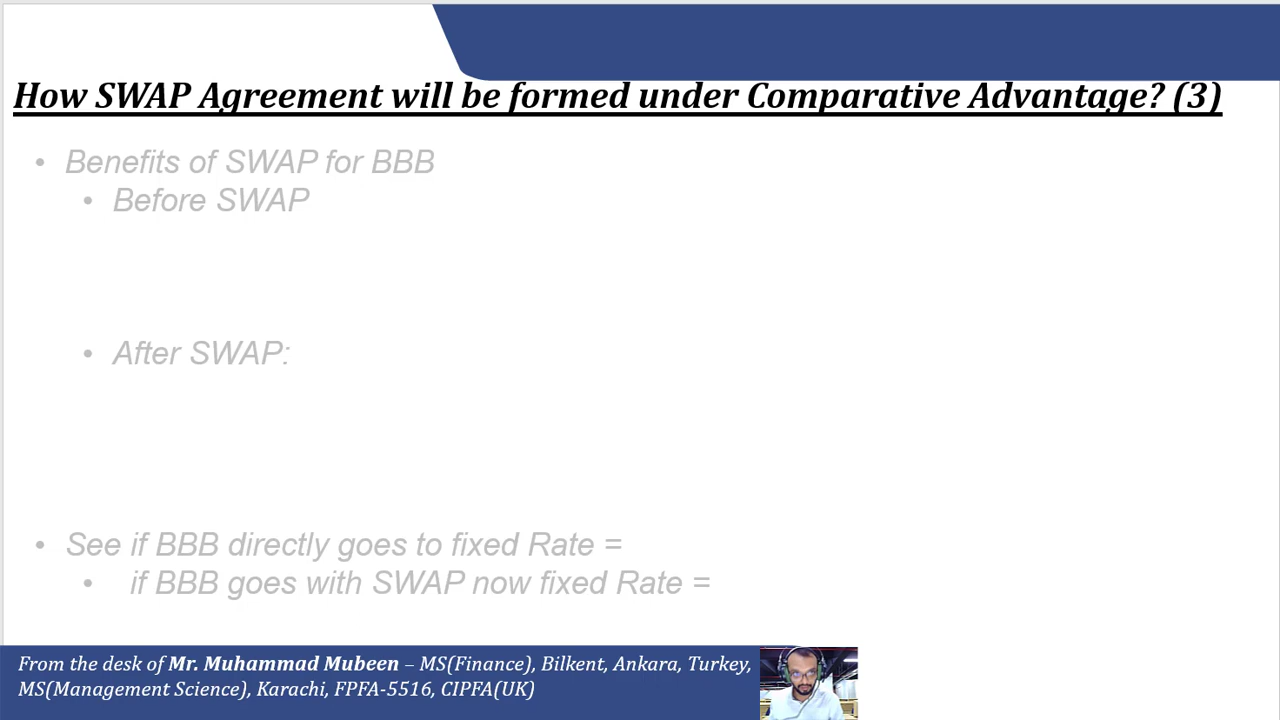 How SWAP Agreement will be formed under Comparative Advantage? (3)
• Benefits of SWAP for BBB
• Before SWAP
• After SWAP:
• See if BBB directly goes to fixed Rate =
• if BBB goes with SWAP now fixed Rate =
From the desk of Mr. Muhammad Mubeen – MS(Finance), Bilkent, Ankara, Turkey,
MS(Management Science), Karachi, FPFA-5516, CIPFA(UK)